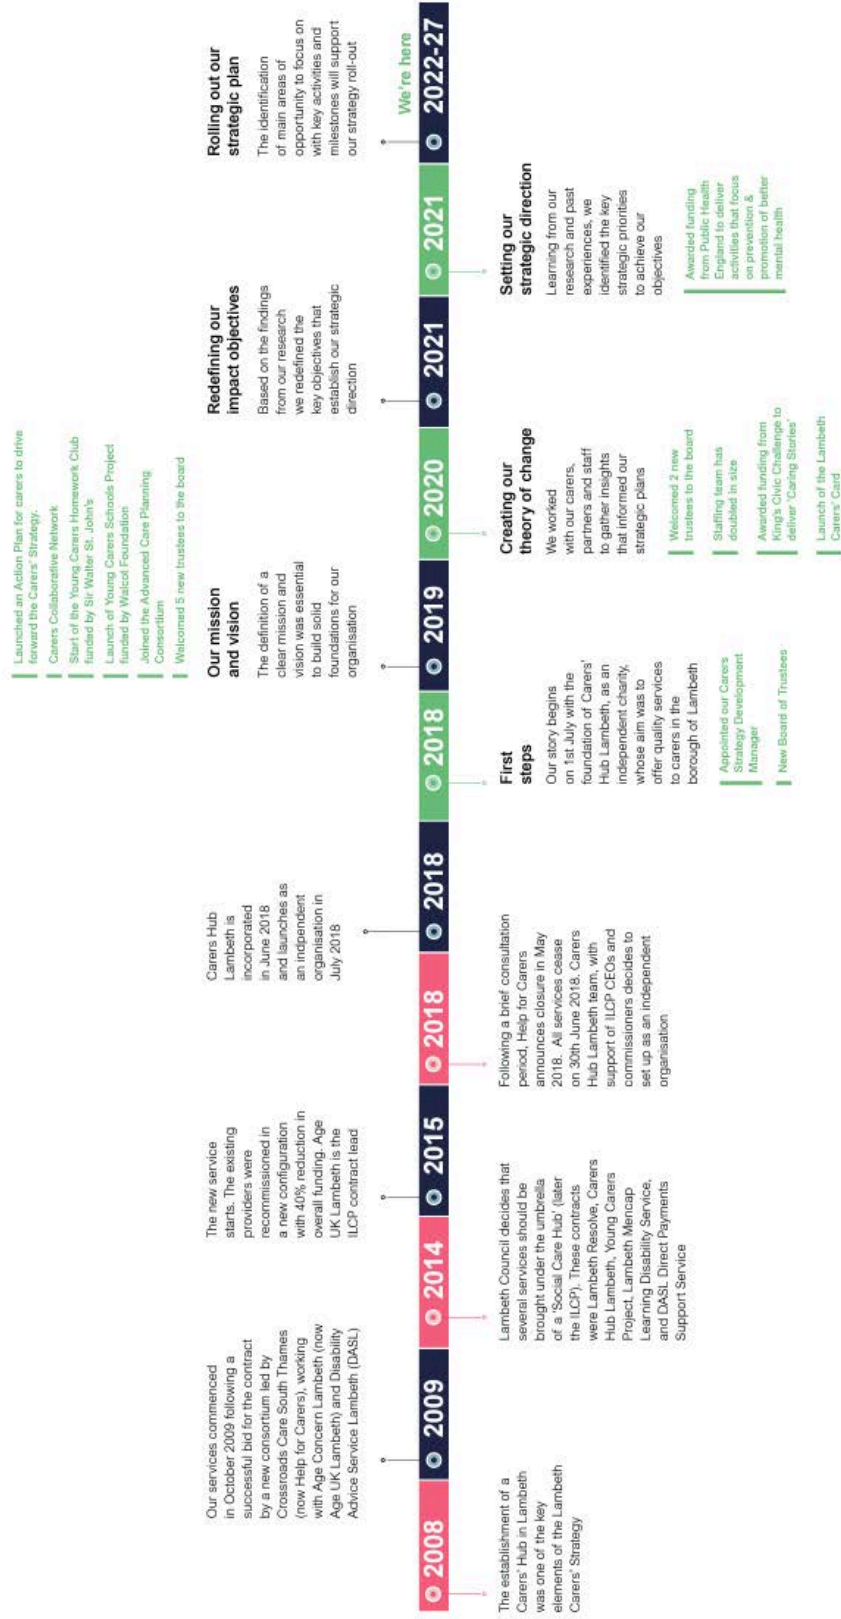 2008
The establishment of a
Carers' Hub in Lambeth
was one of the key
elements of the Lambeth
Carers' Strategy
Our services commenced
in October 2009 following a
successful bid for the contract
by a new consortium led by
Crossroads Care South Thames
(now Help for Carers), working
with Age Concern Lambeth (now
Age UK Lambeth) and Disability
Advice Service Lambeth (DASL)
2009
2014
Lambeth Council decides that
several services should be
brought under the umbrella
of a 'Social Care Hub' (later
the ILCP). These contracts
were Lambeth Resolve, Carers
Hub Lambeth, Young Carers
Project, Lambeth Mencap
Learning Disability Service,
and DASL Direct Payments
Support Service
The new service
starts. The existing
providers were
recommissioned in
a new configuration
with 40% reduction in
overall funding. Age
UK Lambeth is the
ILCP contract lead
2015
2018
Following a brief consultation
period, Help for Carers
announces closure in May
2018. All services cease
on 30th June 2018. Carers
Hub Lambeth team, with
support of ILCP CEOs and
commissioners decides to
set up as an independent
organisation
Carers Hub
Lambeth is
incorporated
in June 2018
and launches as
an indpendent
organisation in
July 2018
2018
2018
First
steps
Our story begins
on 1st July with the
foundation of Carers'
Hub Lambeth, as an
independent charity,
whose aim was to
offer quality services
to carers in the
borough of Lambeth
Appointed our Carers
Strategy Development
Manager
New Board of Trustees
Launched an Action Plan for carers to drive
forward the Carers' Strategy.
Carers Collaborative Network
Start of the Young Carers Homework Club
funded by Sir Walter St. John's
Launch of Young Carers Schools Project
funded by Walcot Foundation
Joined the Advanced Care Planning
Consortium
Welcomed 5 new trustees to the board
Our mission
and vision
The definition of a
clear mission and
vision was essential
to build solid
foundations for our
organisation
2019
2020
Creating our
theory of change
We worked
with our carers,
partners and staff
to gather insights
that informed our
strategic plans
Welcomed 2 new
trustees to the board
Staffing team has
doubled in size
Awarded funding from
King's Civic Challenge to
deliver 'Caring Stories'
Launch of the Lambeth
Carers' Card
Redefining our
impact objectives
Based on the findings
from our research
we redefined the
key objectives that
establish our strategic
direction
2021
2021
Setting our
strategic direction
Learning from our
research and past
experiences, we
identified the key
strategic priorities
to achieve our
objectives
Awarded funding
from Public Health
England to deliver
activities that focus
on prevention &
promotion of better
mental health
Rolling out our
strategic plan
The identification
of main areas of
opportunity to focus on
with key activities and
milestones will support
our strategy roll-out
We're here
2022-27